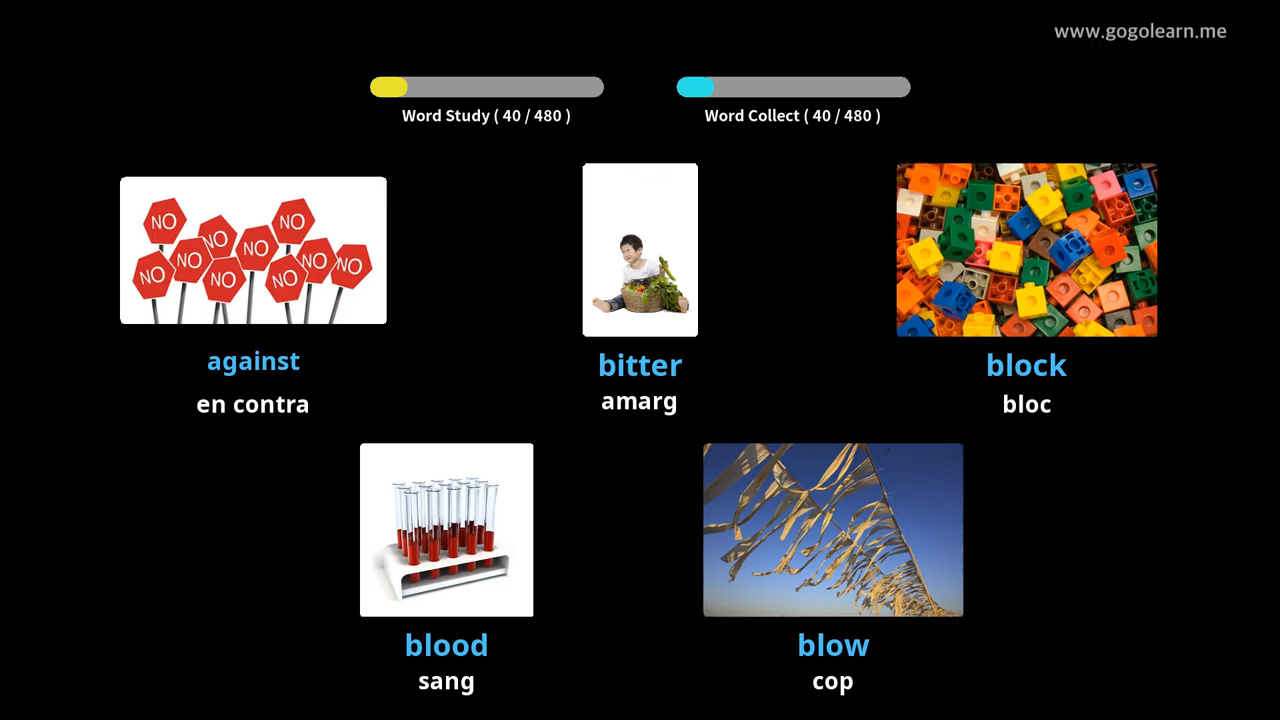 www.gogolearn.me
Word Study ( 40 / 480 )
Word Collect ( 40 / 480 )
NO NO NO NO NO NO NO NO NO NO
against
en contra
bitter
amarg
block
bloc
blood
sang
blow
cop